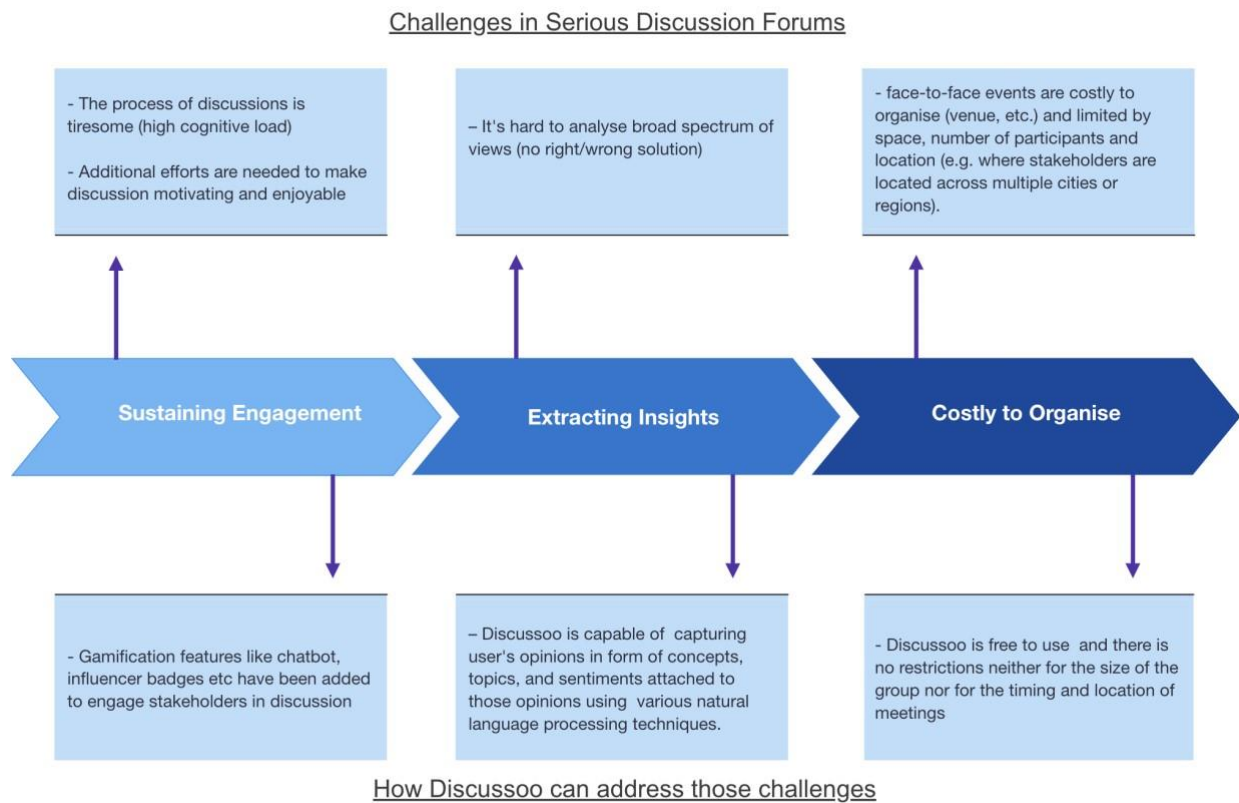 Challenges in Serious Discussion Forums
- The process of discussions is
tiresome (high cognitive load)
- Additional efforts are needed to make
discussion motivating and enjoyable
– It's hard to analyse broad spectrum of
views (no right/wrong solution)
- face-to-face events are costly to
organise (venue, etc.) and limited by
space, number of participants and
location (e.g. where stakeholders are
located across multiple cities or
regions).
Sustaining Engagement
Extracting Insights
Costly to Organise
- Gamification features like chatbot,
influencer badges etc have been added
to engage stakeholders in discussion
– Discussoo is capable of capturing
user's opinions in form of concepts,
topics, and sentiments attached to
those opinions using various natural
language processing techniques.
- Discussoo is free to use and there is
no restrictions neither for the size of the
group nor for the timing and location of
meetings
How Discussoo can address those challenges